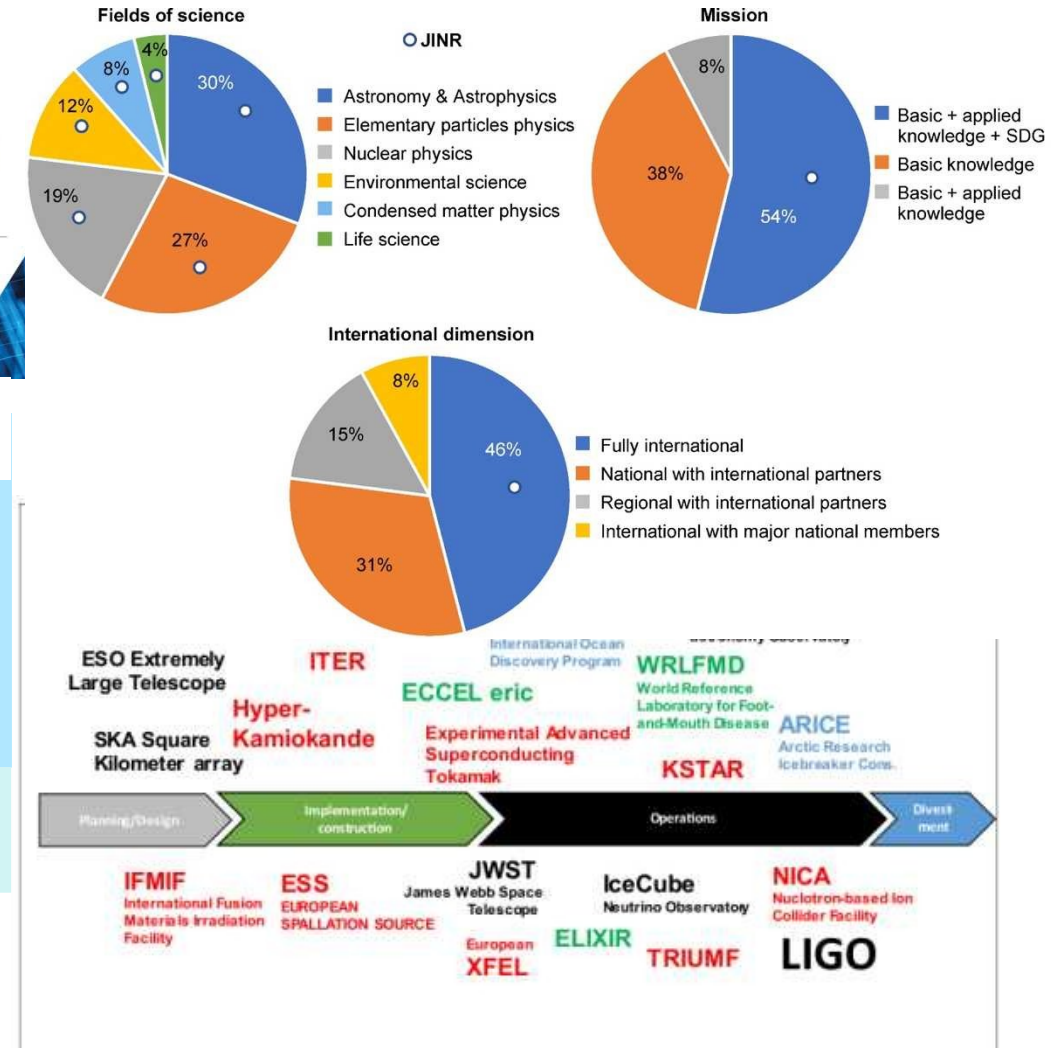 Fields of science
4%
8%
30%
12%
19%
27%
JINR
Astronomy & Astrophysics
Elementary particles physics
Nuclear physics
Environmental science
Condensed matter physics
Life science
Mission
8%
38%
54%
Basic + applied
knowledge + SDG
Basic knowledge
Basic + applied
knowledge
International dimension
8%
15%
46%
31%
Fully international
National with international partners
Regional with international partners
International with major national members
ESO Extremely
Large Telescope
SKA Square
Kilometer array
ITER
Hyper-
Kamiokande
International Ocean
Discovery Program
ECCEL eric
Experimental Advanced
Superconducting
Tokamak
WRLFMD
World Reference
Laboratory for Foot-
and-Mouth Disease
KSTAR
ARICE
Arctic Research
Icebreaker Cons.
Planning/Design
Implementation/
construction
Operations
Divest
ment
IFMIF
International Fusion
Materials Irradiation
Facility
ESS
EUROPEAN
SPALLATION SOURCE
JWST
James Webb Space
Telescope
European
XFEL
ELIXIR
IceCube
Neutrino Observatory
TRIUMF
NICA
Nuclotron-based Ion
Collider Facility
LIGO